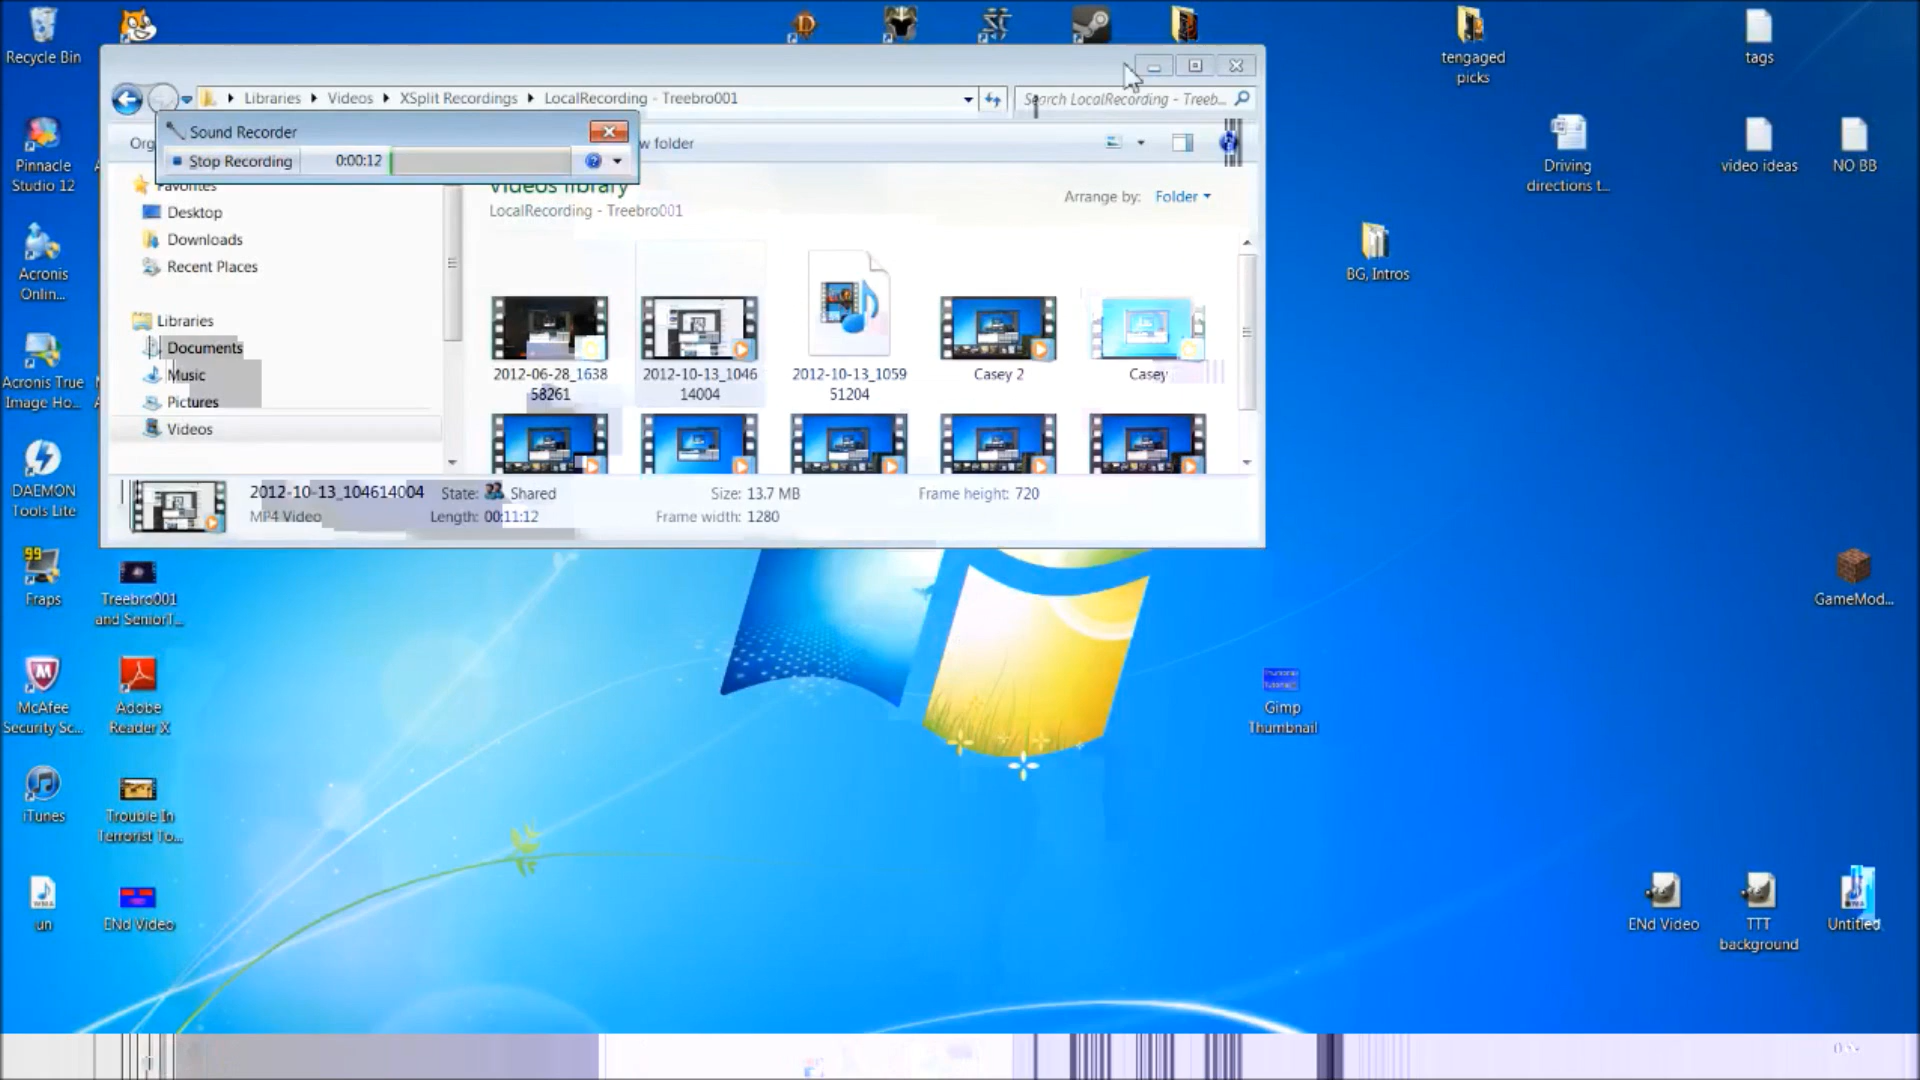 Recycle Bin
tengaged
picks
tags
Libraries
Videos
XSplit Recordings
LocalRecording - Treebro001
Search LocalRecording - Treeb...
Sound Recorder
Stop Recording
0:00:12
Org
w folder
Videos library
LocalRecording - Treebro001
Arrange by:
Folder
Favorites
Desktop
Downloads
Recent Places
Libraries
Documents
Music
Pictures
Videos
2012-06-28_1638
58261
2012-10-13_1046
14004
2012-10-13_1059
51204
Casey 2
Casey
2012-10-13_104614004
State:
Shared
Size: 13.7 MB
Frame height: 720
MP4 Video
Length: 00:11:12
Frame width: 1280
Pinnacle
Studio 12
Acronis
Onlin...
Acronis True
Image Ho...
DAEMON
Tools Lite
99
Fraps
Treebro001
and SeniorT...
McAfee
Security Sc...
Adobe
Reader X
iTunes
Trouble In
Terrorist To...
un
ENd Video
Driving
directions t...
video ideas
NO BB
BG, Intros
GameMod...
Gimp
Thumbnail
ENd Video
TTT
background
Untitled